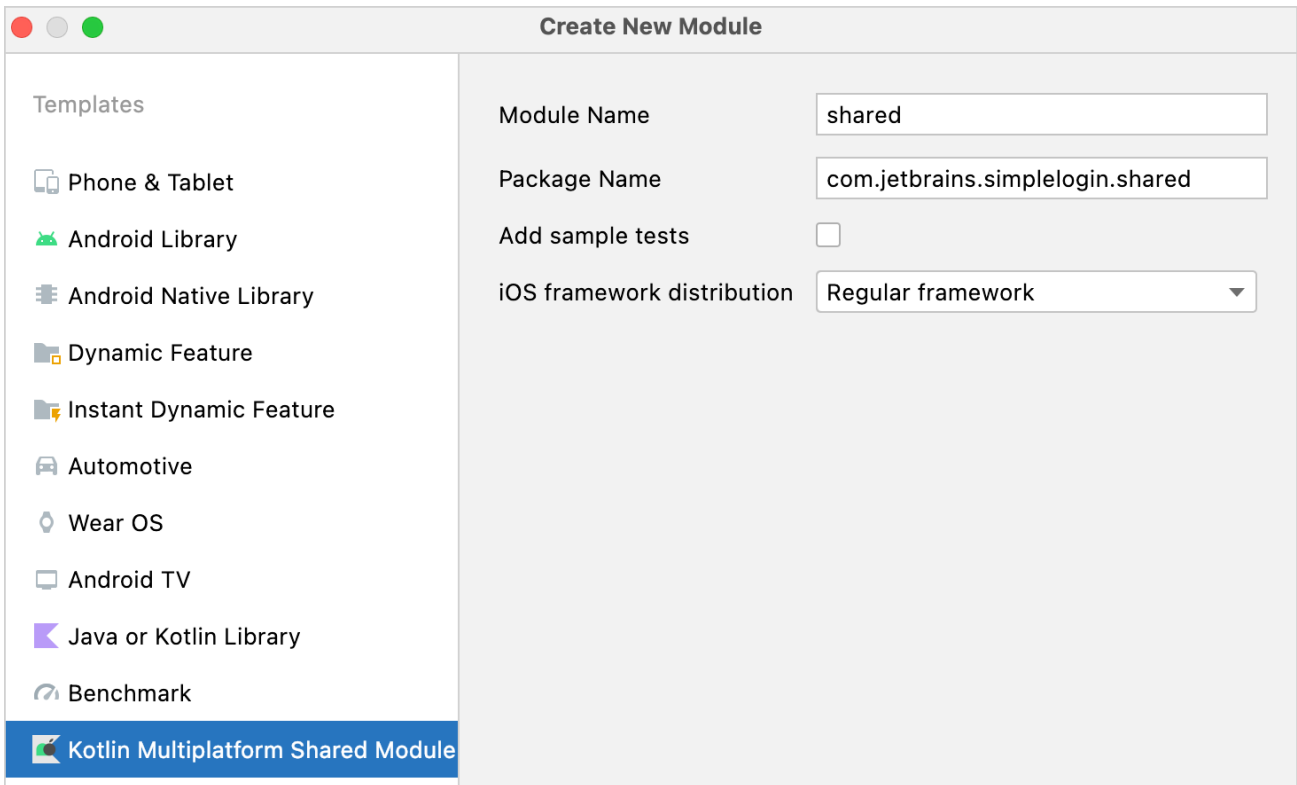 Create New Module
Templates
Phone & Tablet
Android Library
Android Native Library
Dynamic Feature
Instant Dynamic Feature
Automotive
Wear OS
Android TV
Java or Kotlin Library
Benchmark
Kotlin Multiplatform Shared Module
Module Name shared
Package Name com.jetbrains.simplelogin.shared
Add sample tests
iOS framework distribution Regular framework